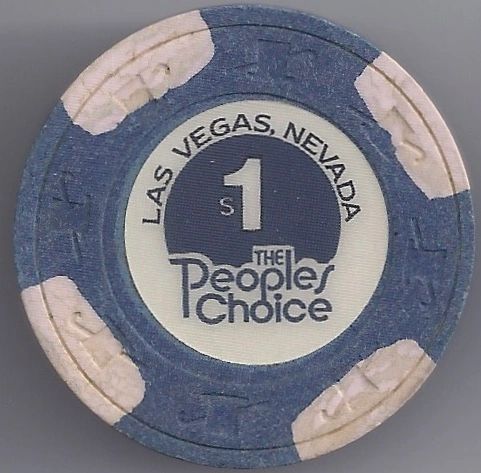 LAS VEGAS, NEVADA
$1
THE
Peoples
Choice